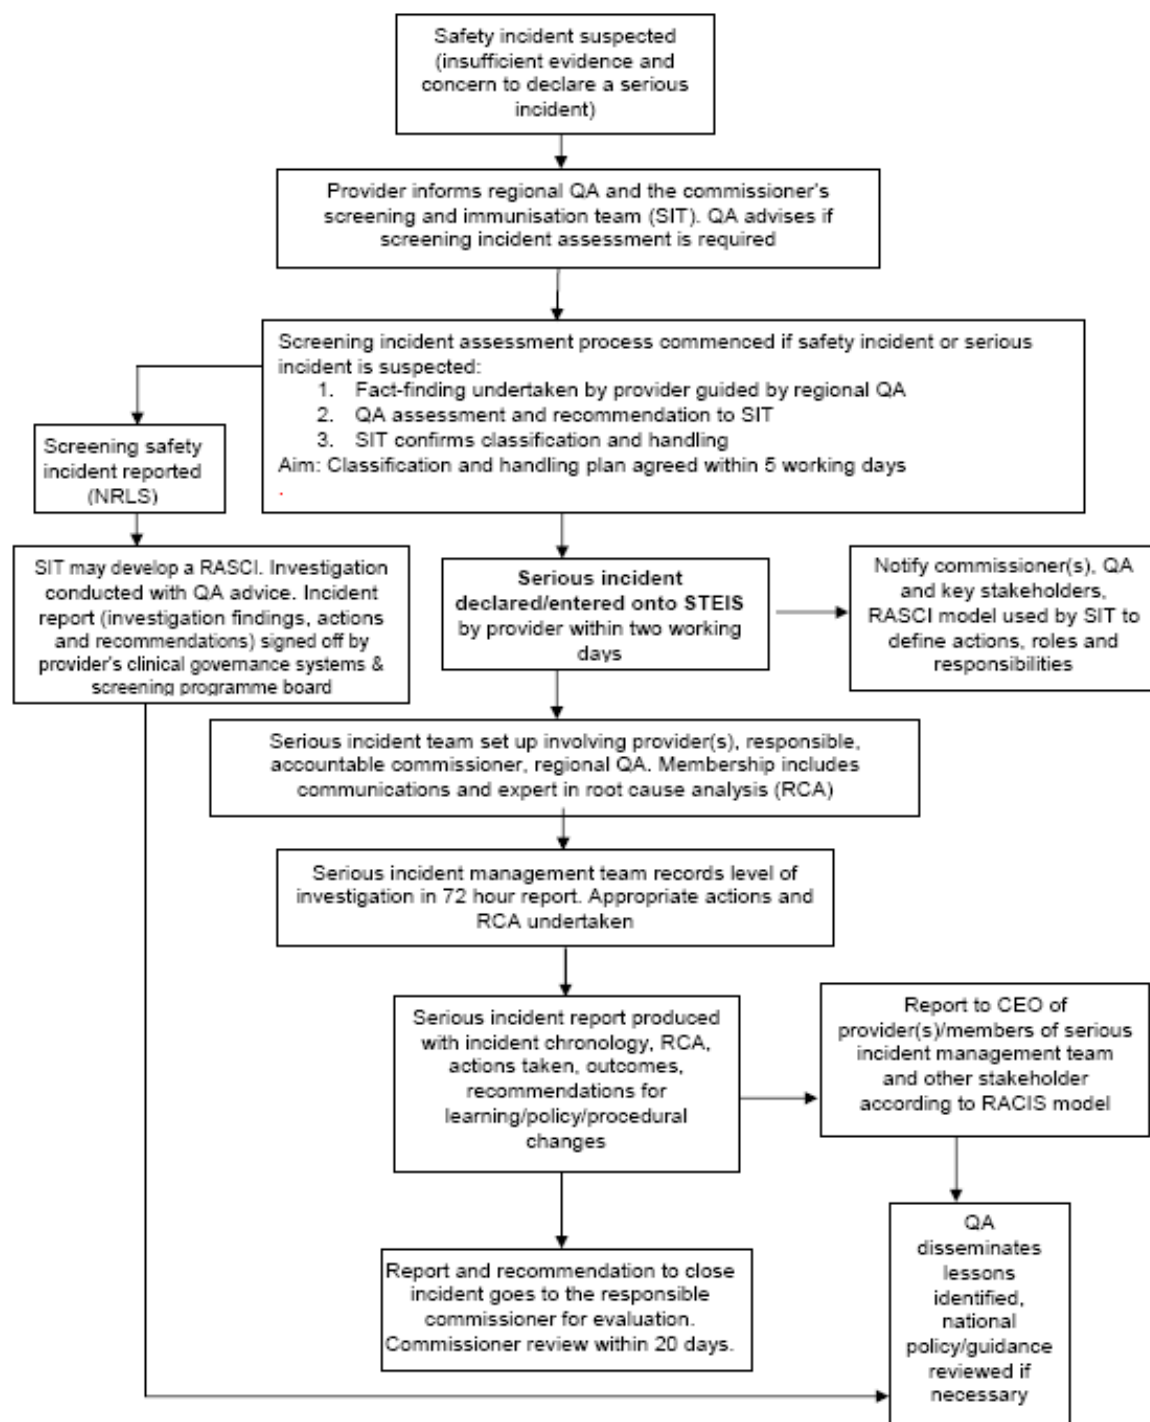 Safety incident suspected
(insufficient evidence and
concern to declare a serious
incident)
Provider informs regional QA and the commissioner's
screening and immunisation team (SIT). QA advises if
screening incident assessment is required
Screening incident assessment process commenced if safety incident or serious
incident is suspected:
1. Fact-finding undertaken by provider guided by regional QA
2. QA assessment and recommendation to SIT
3. SIT confirms classification and handling
Aim: Classification and handling plan agreed within 5 working days
.
Screening safety
incident reported
(NRLS)
SIT may develop a RASCI. Investigation
conducted with QA advice. Incident
report (investigation findings, actions
and recommendations) signed off by
provider's clinical governance systems &
screening programme board
Serious incident
declared/entered onto STEIS
by provider within two working
days
Notify commissioner(s), QA
and key stakeholders,
RASCI model used by SIT to
define actions, roles and
responsibilities
Serious incident team set up involving provider(s), responsible,
accountable commissioner, regional QA. Membership includes
communications and expert in root cause analysis (RCA)
Serious incident management team records level of
investigation in 72 hour report. Appropriate actions and
RCA undertaken
Serious incident report produced
with incident chronology, RCA,
actions taken, outcomes,
recommendations for
learning/policy/procedural
changes
Report to CEO of
provider(s)/members of serious
incident management team
and other stakeholder
according to RACIS model
Report and recommendation to close
incident goes to the responsible
commissioner for evaluation.
Commissioner review within 20 days.
QA
disseminates
lessons
identified,
national
policy/guidance
reviewed if
necessary